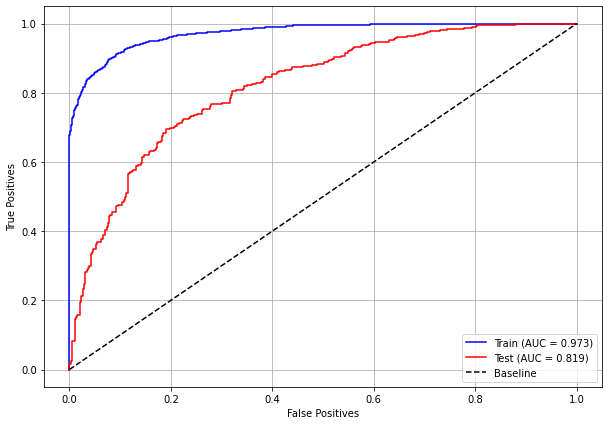 1.0
0.8
0.6
0.4
0.2
0.0
True Positives
0.0 0.2 0.4 0.6 0.8 1.0
False Positives
Train (AUC = 0.973)
Test (AUC = 0.819)
Baseline